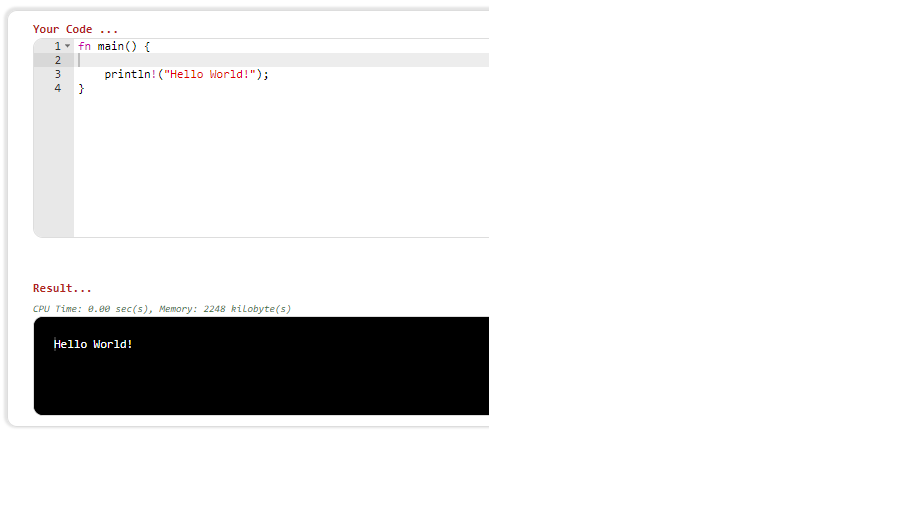 Your Code ...
1 fn main() {
2
3     println!("Hello World!");
4 }
Result...
CPU Time: 0.00 sec(s), Memory: 2248 kilobyte(s)
Hello World!